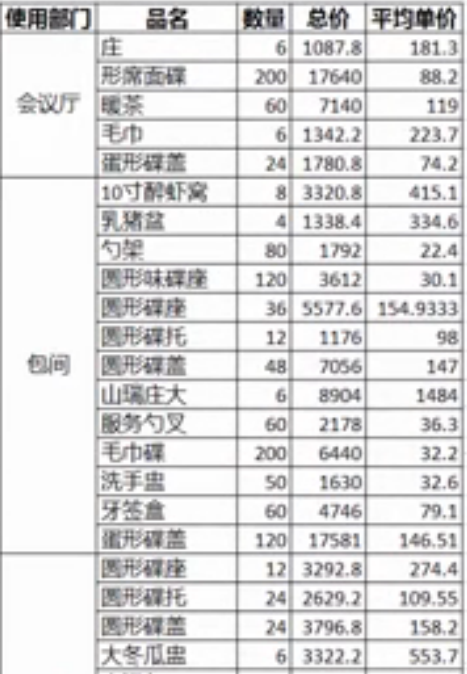 使用部门 品名 数量 总价 平均单价
庄 6 1087.8 181.3
形席面碟 200 17640 88.2
会议厅 暖茶 60 7140 119
毛巾 6 1342.2 223.7
蛋形碟盖 24 1780.8 74.2
10寸醉虾窝 8 3320.8 415.1
乳猪盆 4 1338.4 334.6
勺架 80 1792 22.4
圆形味碟座 120 3612 30.1
圆形碟座 36 5577.6 154.9333
圆形碟托 12 1176 98
包间 圆形碟盖 48 7056 147
山瑞庄大 6 8904 1484
服务勺叉 60 2178 36.3
毛巾碟 200 6440 32.2
洗手盅 50 1630 32.6
牙签盒 60 4746 79.1
蛋形碟盖 120 17581 146.51
圆形碟座 12 3292.8 274.4
圆形碟托 24 2629.2 109.55
圆形碟盖 24 3796.8 158.2
大冬瓜盅 6 3322.2 553.7